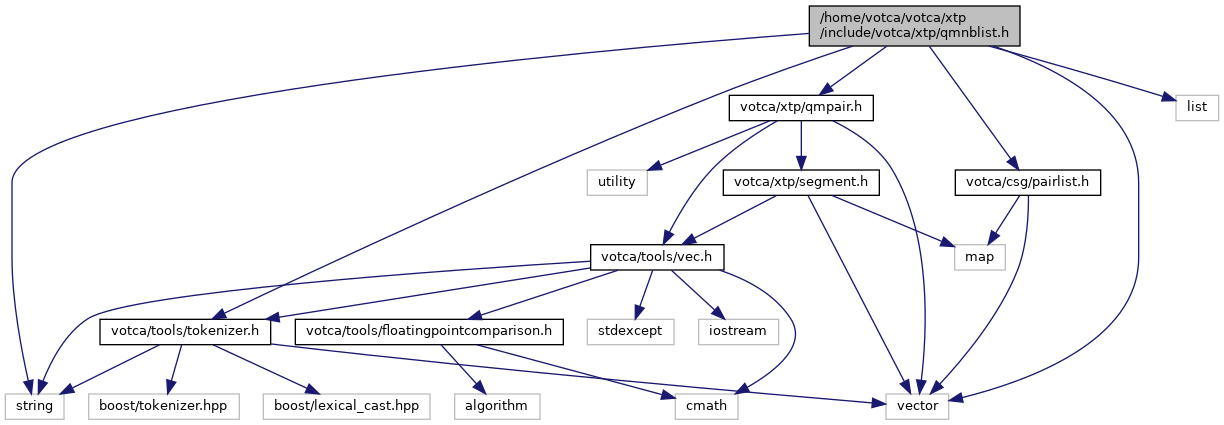 /home/votca/votca/xtp
/include/votca/xtp/qmnblist.h
votca/xtp/qmpair.h
list
utility
votca/xtp/segment.h
votca/csg/pairlist.h
votca/tools/vec.h
map
votca/tools/tokenizer.h
votca/tools/floatingpointcomparison.h
stdexcept
iostream
string
boost/tokenizer.hpp
boost/lexical_cast.hpp
algorithm
cmath
vector